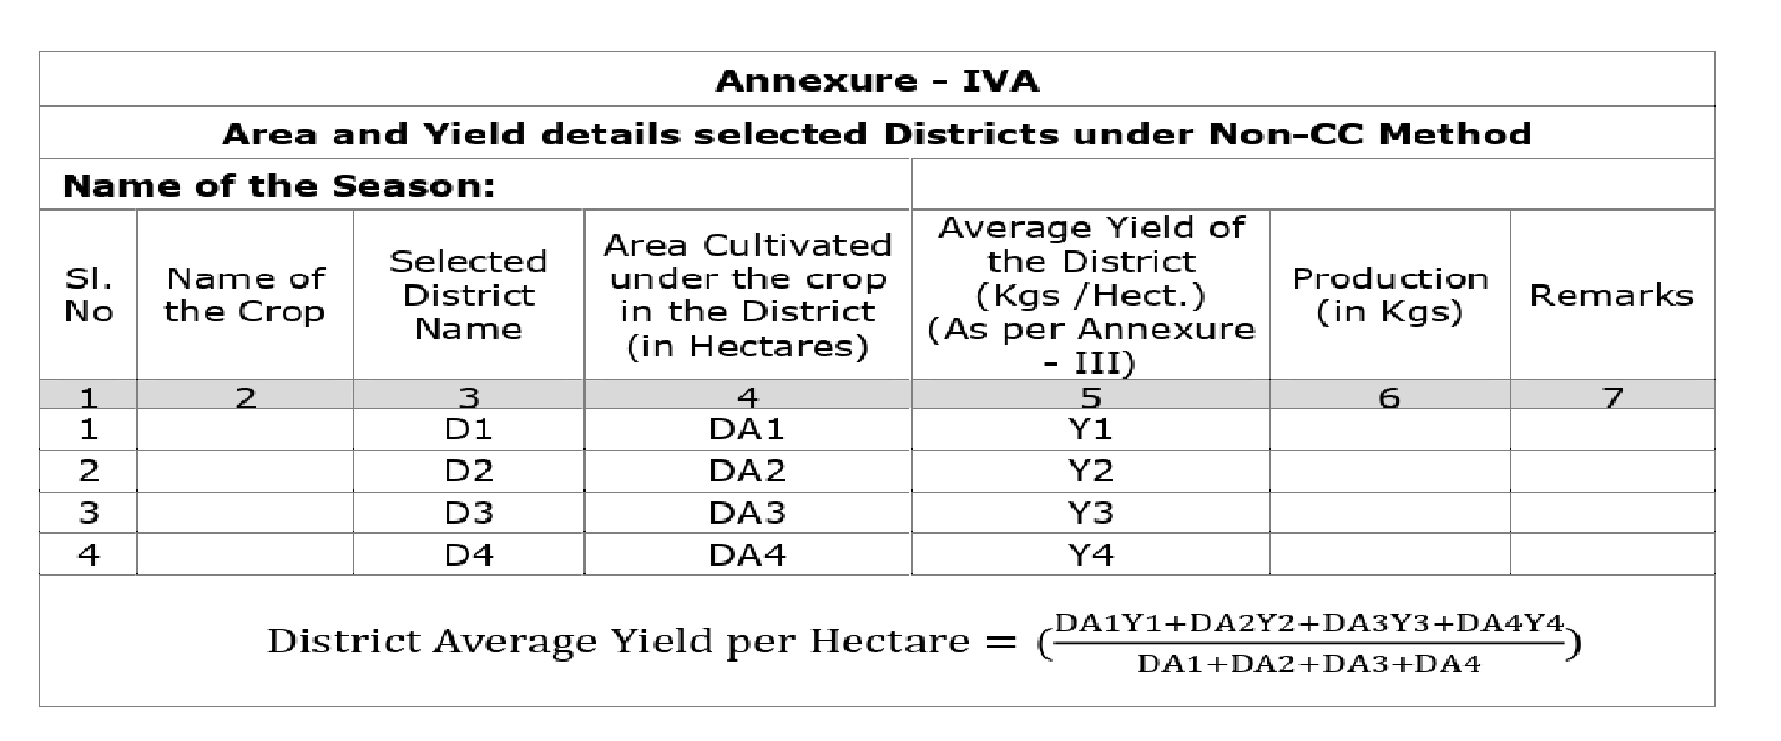 Annexure - IVA
Area and Yield details selected Districts under Non-CC Method
Name of the Season:
Sl. No
Name of the Crop
Selected District Name
Area Cultivated under the crop in the District (in Hectares)
Average Yield of the District (Kgs /Hect.) (As per Annexure - III)
Production (in Kgs)
Remarks
1 2 3 4 5 6 7
1 D1 DA1 Y1
2 D2 DA2 Y2
3 D3 DA3 Y3
4 D4 DA4 Y4
District Average Yield per Hectare = (DA1Y1+DA2Y2+DA3Y3+DA4Y4
DA1+DA2+DA3+DA4)